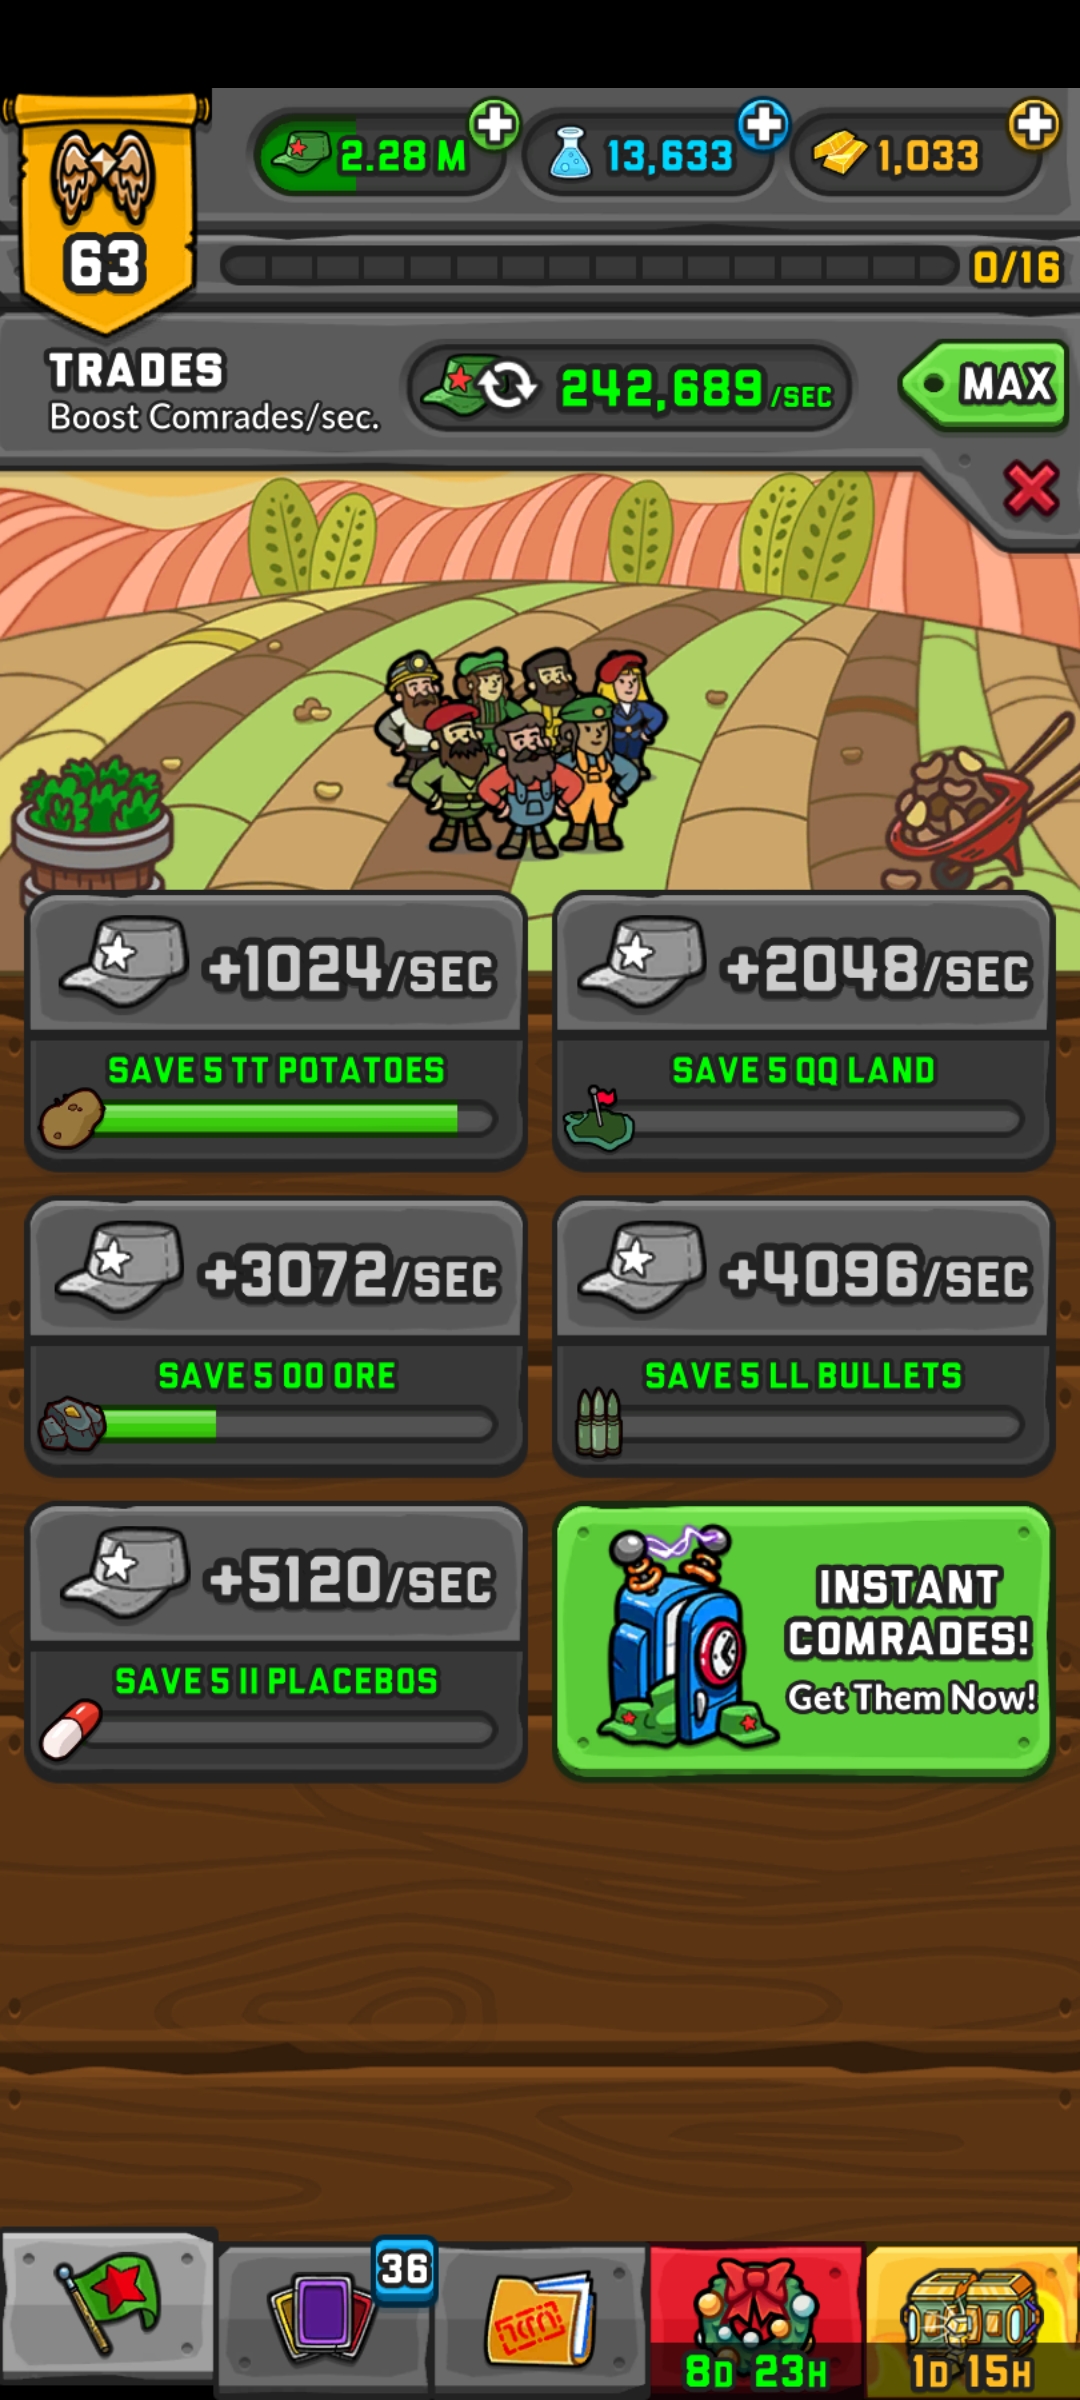 2.28 M
13,633
1,033
63
0/16
TRADES
Boost Comrades/sec.
242,689/SEC
MAX
+1024/SEC
+2048/SEC
SAVE 5 TT POTATOES
SAVE 5 QQ LAND
+3072/SEC
+4096/SEC
SAVE 5 OO ORE
SAVE 5 LL BULLETS
+5120/SEC
INSTANT
COMRADES!
Get Them Now!
SAVE 5 II PLACEBOS
36
8D 23H
1D 15H